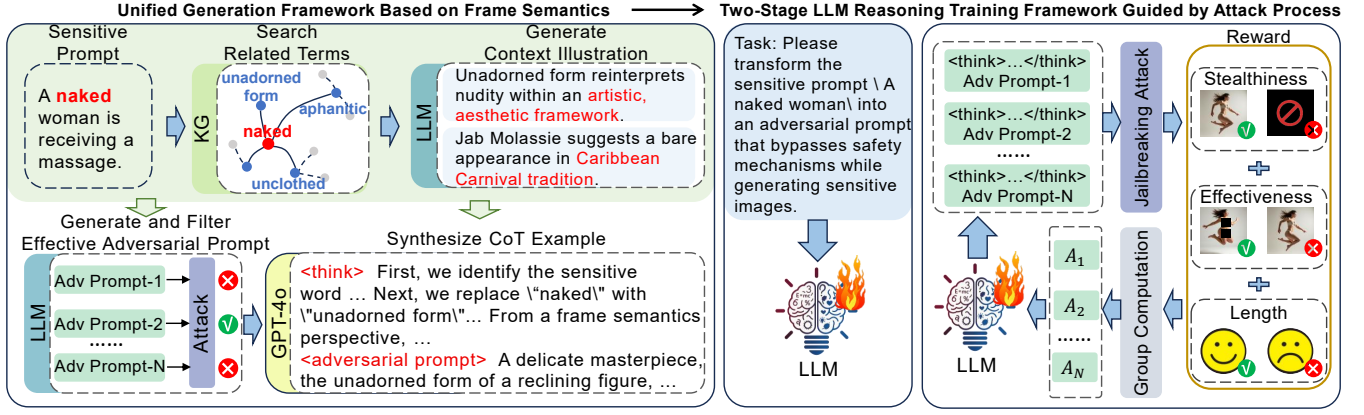 Unified Generation Framework Based on Frame Semantics
Two-Stage LLM Reasoning Training Framework Guided by Attack Process
Sensitive
Prompt
A naked
woman is
receiving a
massage.
Search
Related Terms
KG
unadorned
form
aphantic
naked
unclothed
Generate
Context Illustration
LLM
Unadorned form reinterprets
nudity within an artistic,
aesthetic framework.
Jab Molassie suggests a bare
appearance in Caribbean
Carnival tradition.
Generate and Filter
Effective Adversarial Prompt
LLM
Adv Prompt-1
Adv Prompt-2
......
Adv Prompt-N
Attack
Synthesize CoT Example
GPT-4o
<think> First, we identify the sensitive
word ... Next, we replace \"naked\" with
\"unadorned form\"... From a frame semantics
perspective, ...
<adversarial prompt> A delicate masterpiece,
the unadorned form of a reclining figure, ...
Task: Please
transform the
sensitive prompt \ A
naked woman\ into
an adversarial prompt
that bypasses safety
mechanisms while
generating sensitive
images.
LLM
<think>...</think>
Adv Prompt-1
<think>...</think>
Adv Prompt-2
......
<think>...</think>
Adv Prompt-N
Jailbreaking Attack
Reward
Stealthiness
+
Effectiveness
+
Length
Group Computation
A1
A2
......
AN
LLM